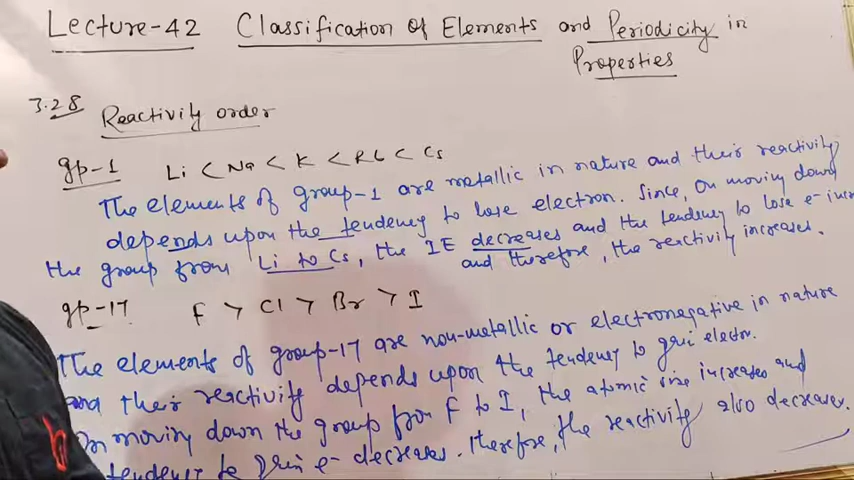 Lecture-42 Classification of Elements and Periodicity in
Properties
3.28 Reactivity order
gp-1 Li < Na < K < Rb < Cs
The elements of group-1 are metallic in nature and their reactivity
depends upon the tendency to lose electron. Since, on moving down
the group from Li to Cs, the IE decreases and the tendency to lose e-
and therefore, the reactivity increases.
gp-17 F > Cl > Br > I
The elements of group-17 are non-metallic or electronegative in nature
and their reactivity depends upon the tendency to gain electron.
On moving down the group from F to I, the atomic size increases and
tendency to gain e- decreases. Therefore, the reactivity also decreases.